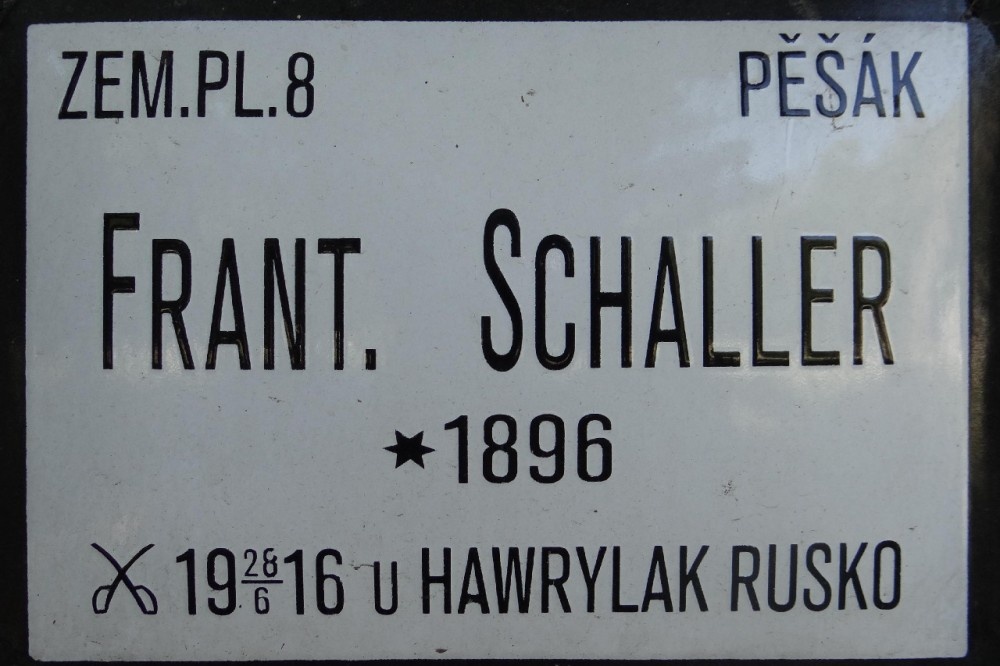 ZEM.PL.8 PĚŠÁK
FRANT. SCHALLER
*1896
⚔ 19 28/6 16 U HAWRYLAK RUSKO